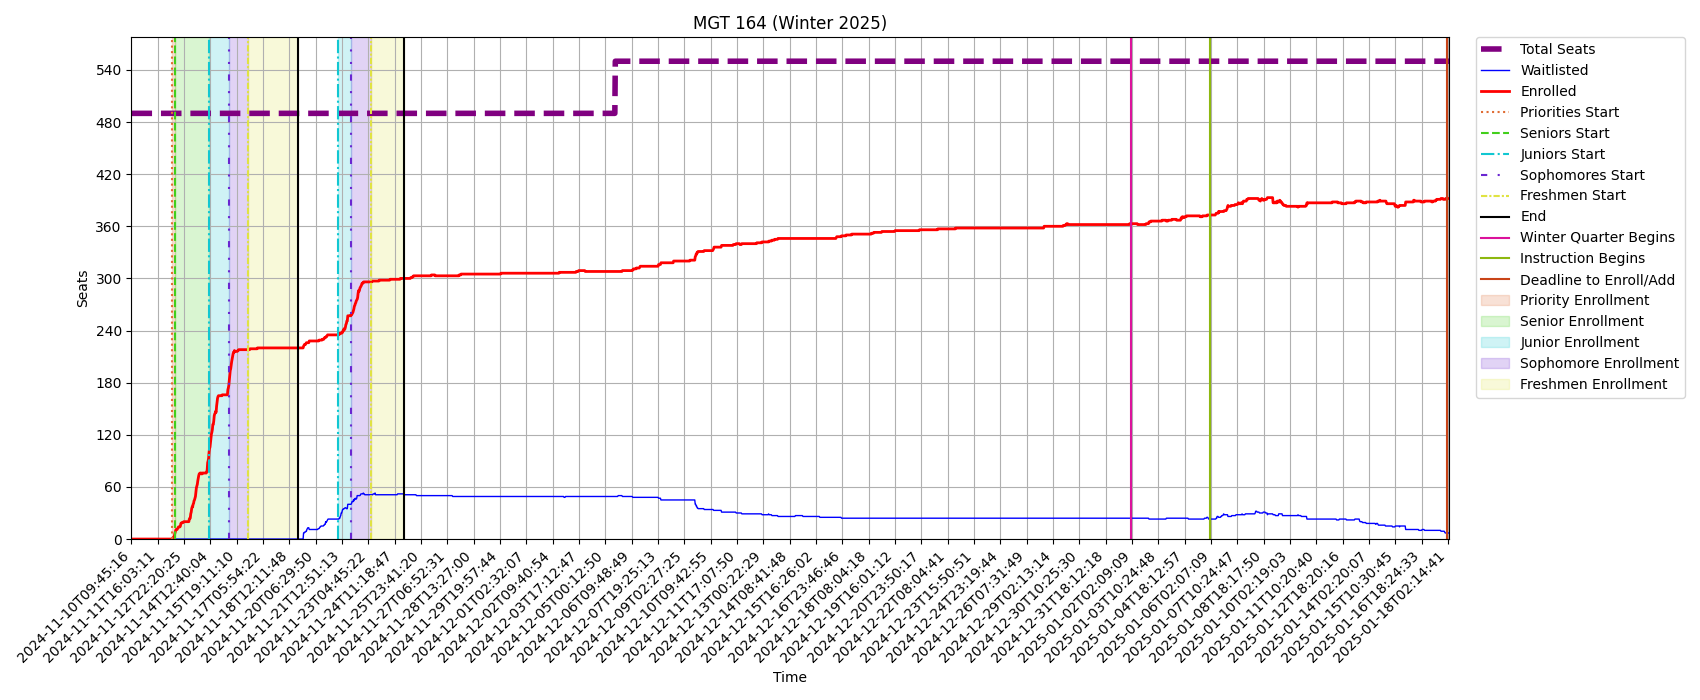 MGT 164 (Winter 2025)
Seats
540
480
420
360
300
240
180
120
60
0
2024-11-10T09:45:16
2024-11-11T16:03:11
2024-11-12T22:20:25
2024-11-14T12:40:04
2024-11-15T19:11:10
2024-11-17T05:54:22
2024-11-18T12:11:48
2024-11-20T06:29:50
2024-11-21T12:51:13
2024-11-23T04:45:22
2024-11-24T11:18:47
2024-11-25T23:41:20
2024-11-27T06:52:31
2024-11-28T13:27:00
2024-11-29T19:57:44
2024-12-01T02:32:07
2024-12-02T09:40:54
2024-12-03T17:12:47
2024-12-05T00:12:50
2024-12-06T09:48:49
2024-12-07T19:25:13
2024-12-09T02:27:25
2024-12-10T09:42:55
2024-12-11T17:07:50
2024-12-13T00:22:29
2024-12-14T08:41:48
2024-12-15T16:26:02
2024-12-16T23:46:46
2024-12-18T08:04:18
2024-12-19T16:01:12
2024-12-20T23:50:17
2024-12-22T08:04:41
2024-12-23T15:50:51
2024-12-24T23:19:44
2024-12-26T07:31:49
2024-12-29T02:13:14
2024-12-30T10:25:30
2024-12-31T18:12:18
2025-01-02T02:09:09
2025-01-03T10:24:48
2025-01-04T18:12:57
2025-01-06T02:07:09
2025-01-07T10:24:47
2025-01-08T18:17:50
2025-01-10T02:19:03
2025-01-11T10:20:40
2025-01-12T18:20:16
2025-01-14T02:20:07
2025-01-15T10:30:45
2025-01-16T18:24:33
2025-01-18T02:14:41
Time
Total Seats
Waitlisted
Enrolled
Priorities Start
Seniors Start
Juniors Start
Sophomores Start
Freshmen Start
End
Winter Quarter Begins
Instruction Begins
Deadline to Enroll/Add
Priority Enrollment
Senior Enrollment
Junior Enrollment
Sophomore Enrollment
Freshmen Enrollment